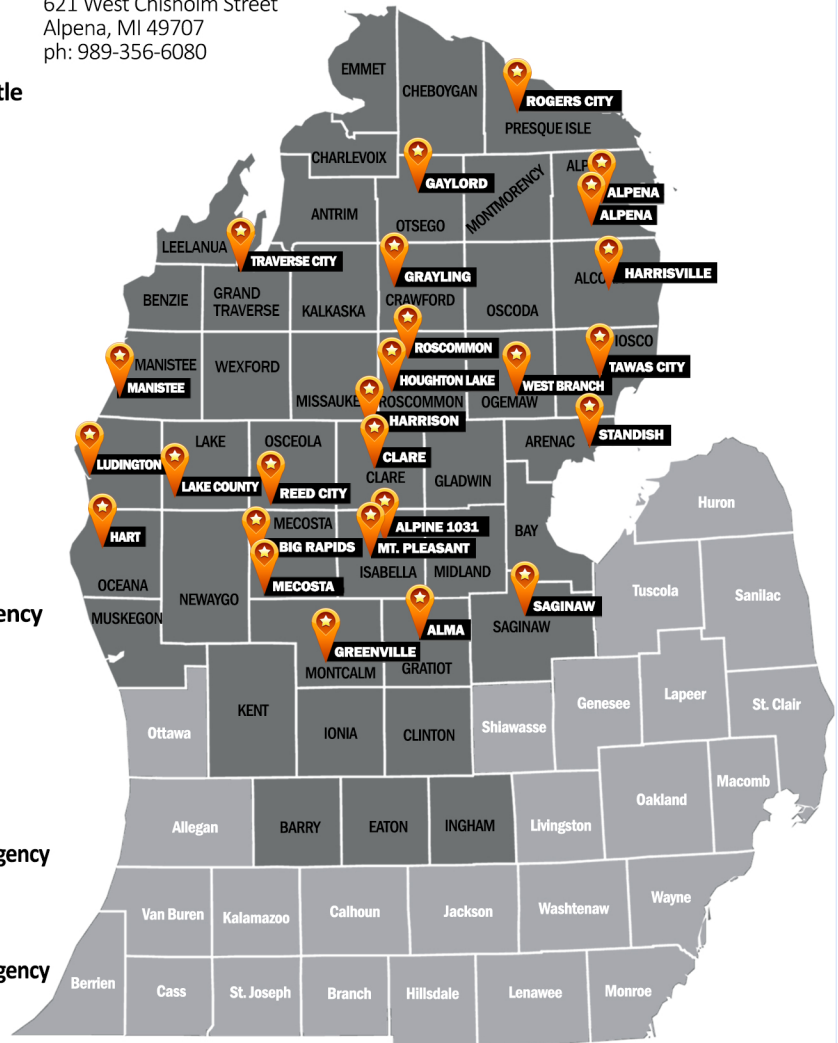 621 West Chisholm Street
Alpena, MI 49707
ph: 989-356-6080
tle
ency
gency
gency
EMMET
CHEBOYGAN
ROGERS CITY
PRESQUE ISLE
CHARLEVOIX
GAYLORD
MONTMORENCY
ALP
ALPENA
ALPENA
ANTRIM
OTSEGO
LEELANUA
TRAVERSE CITY
GRAYLING
ALCO
HARRISVILLE
BENZIE
GRAND
TRAVERSE
KALKASKA
CRAWFORD
OSCODA
ROSCOMMON
IOSCO
MANISTEE
MANISTEE
WEXFORD
HOUGHTON LAKE
WEST BRANCH
TAWAS CITY
MISSAUKE
ROSCOMMON
OGEMAW
HARRISON
LAKE
OSCEOLA
CLARE
ARENAC
STANDISH
LUDINGTON
LAKE COUNTY
REED CITY
CLARE
GLADWIN
Huron
HART
MECOSTA
ALPINE 1031
BAY
BIG RAPIDS
MT. PLEASANT
ISABELLA
MIDLAND
OCEANA
MECOSTA
NEWAYGO
Tuscola
Sanilac
MUSKEGON
SAGINAW
SAGINAW
ALMA
GREENVILLE
MONTCALM
GRATIOT
KENT
Ottawa
IONIA
CLINTON
Shiawasse
Genesee
Lapeer
St. Clair
Allegan
BARRY
EATON
INGHAM
Livingston
Oakland
Macomb
Van Buren
Kalamazoo
Calhoun
Jackson
Washtenaw
Wayne
Berrien
Cass
St. Joseph
Branch
Hillsdale
Lenawee
Monroe